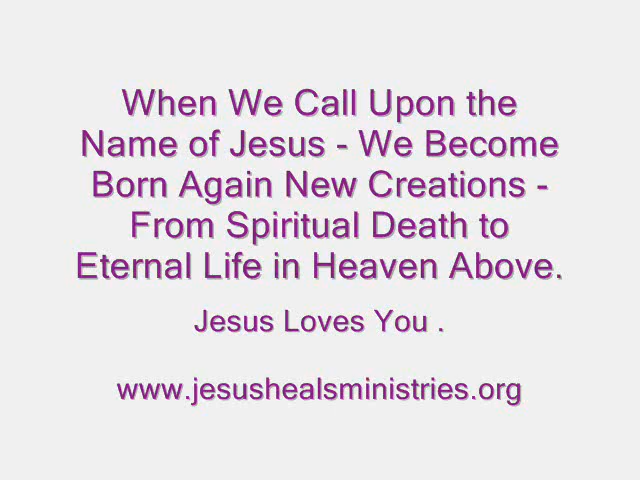 When We Call Upon the
Name of Jesus - We Become
Born Again New Creations -
From Spiritual Death to
Eternal Life in Heaven Above.
Jesus Loves You .
www.jesushealsministries.org